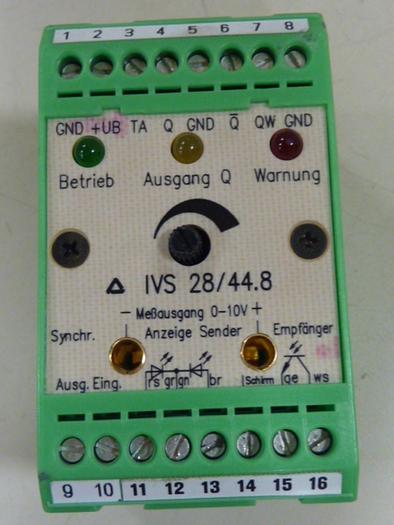 1 2 3 4 5 6 7 8
GND +UB TA Q GND Q̅ QW GND
Betrieb Ausgang Q Warnung
IVS 28/44.8
– Meßausgang 0-10V +
Synchr. Anzeige Sender Empfänger
Ausg. Eing. rs gr gn br Schirm ge ws
9 10 11 12 13 14 15 16